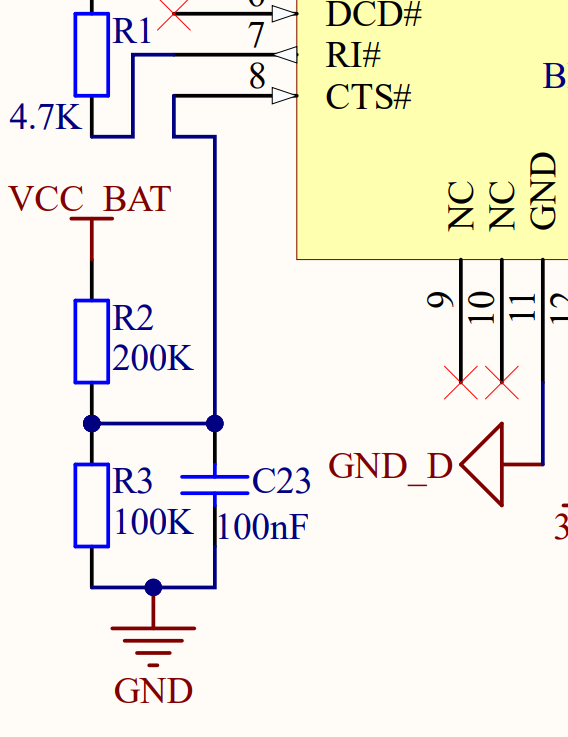 DCD#
R1
7
RI#
8
B
4.7K
CTS#
VCC_BAT
NC
NC
GND
9
10
11
12
R2
200K
GND_D
R3
C23
100K
100nF
3
GND